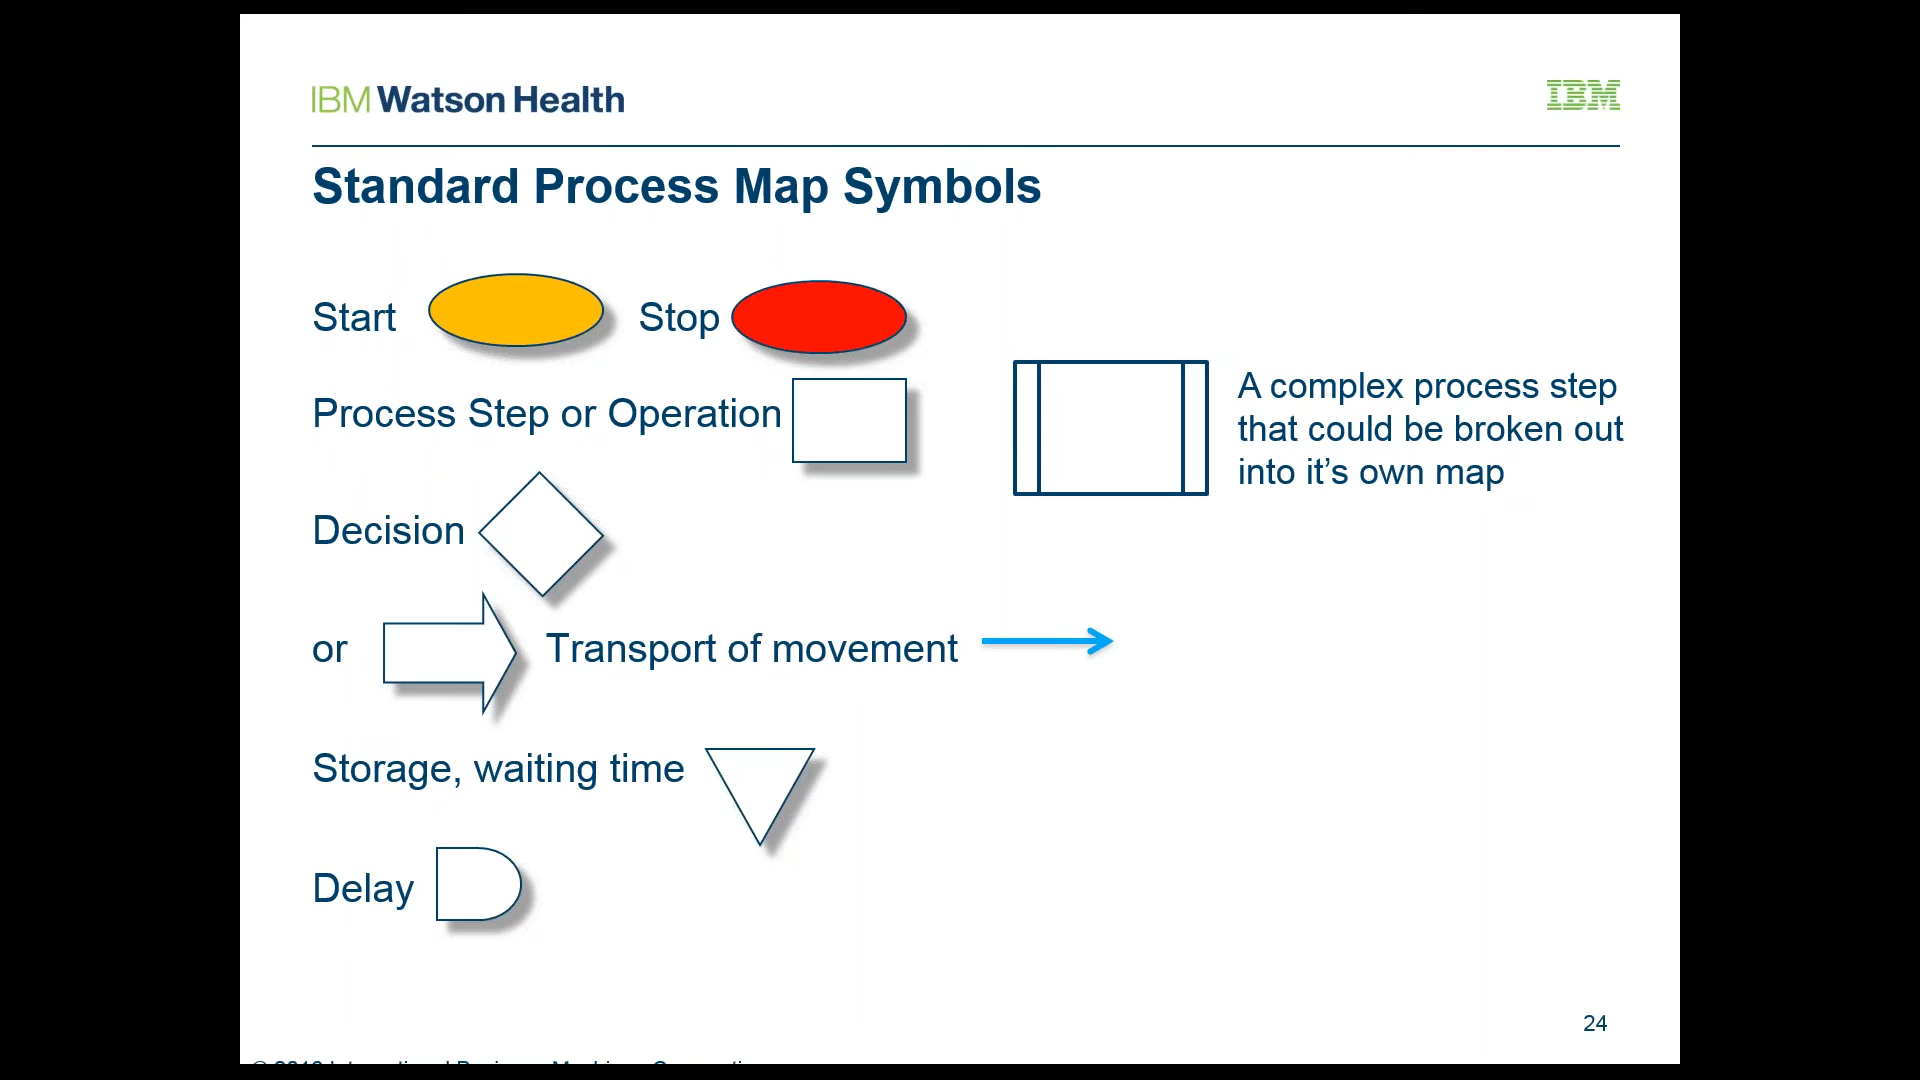 IBM Watson Health
IBM
Standard Process Map Symbols
Start
Stop
Process Step or Operation
A complex process step
that could be broken out
into it’s own map
Decision
or
Transport of movement
Storage, waiting time
Delay
24